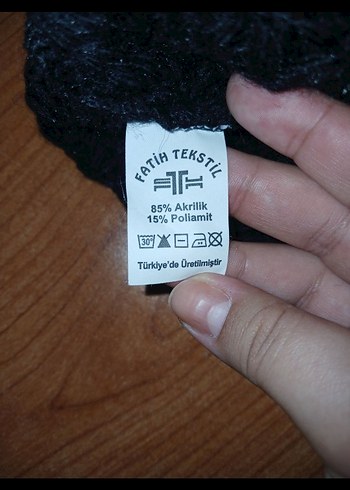 FATİH TEKSTİL
85% Akrilik
15% Poliamit
30°
Türkiye'de Üretilmiştir